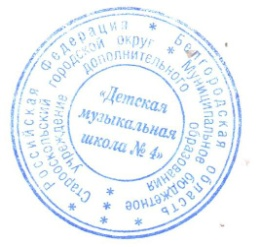 Российская Федерация * Белгородская область *
Старооскольский городской округ
Муниципальное бюджетное учреждение дополнительного образования
«Детская
музыкальная
школа № 4»